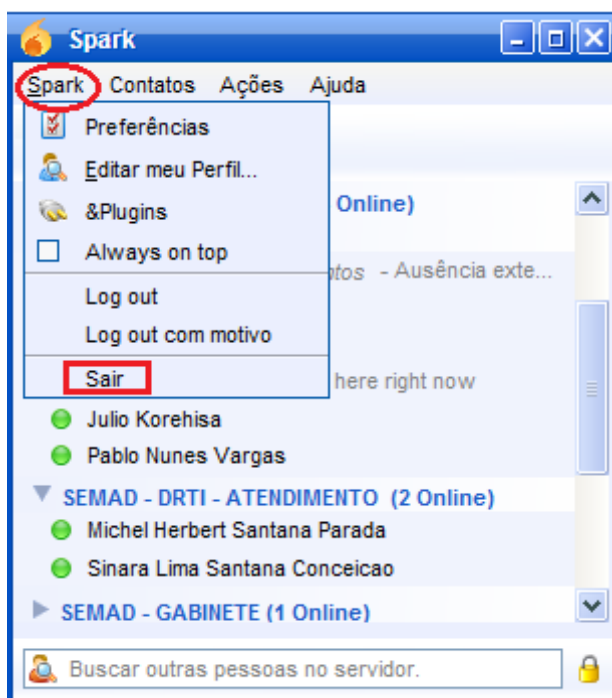 Spark
Spark Contatos Ações Ajuda
Preferências
Editar meu Perfil...
&Plugins
Always on top
Log out
Log out com motivo
Sair
Online)
- Ausência exte...
here right now
Julio Korehisa
Pablo Nunes Vargas
SEMAD - DRTI - ATENDIMENTO (2 Online)
Michel Herbert Santana Parada
Sinara Lima Santana Conceicao
SEMAD - GABINETE (1 Online)
Buscar outras pessoas no servidor.